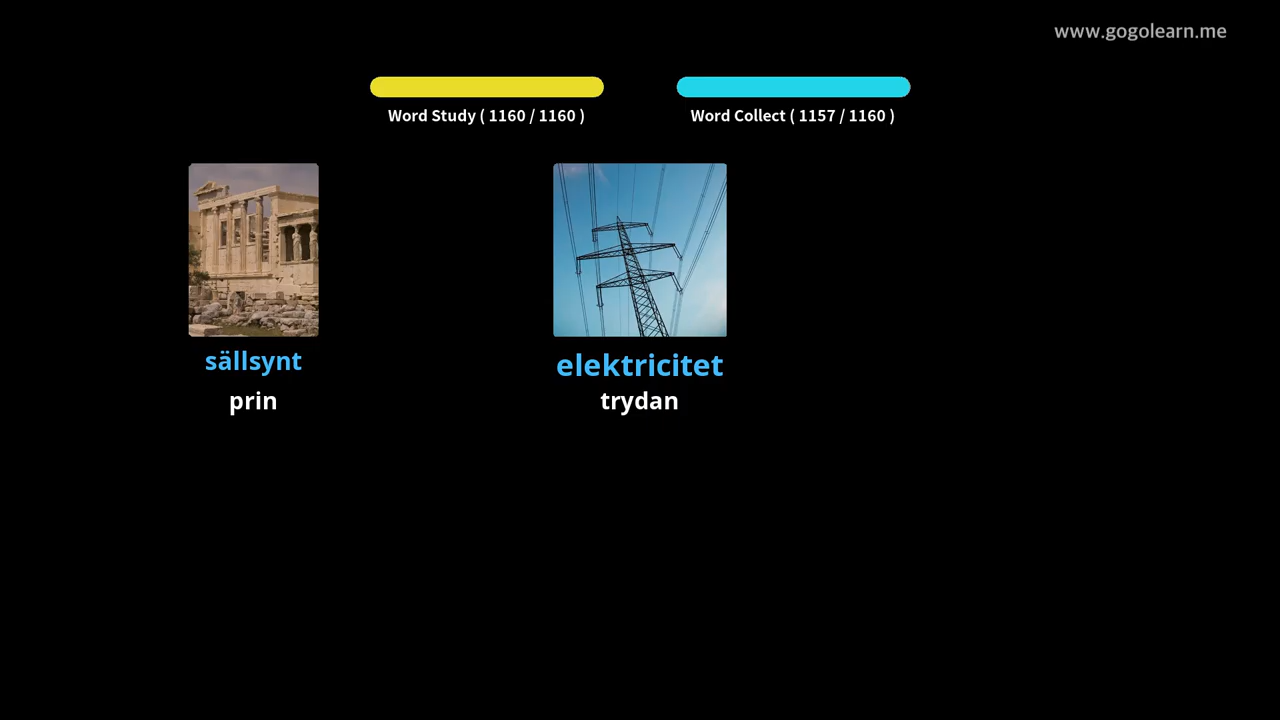 www.gogolearn.me
Word Study ( 1160 / 1160 )
Word Collect ( 1157 / 1160 )
sällsynt
prin
elektricitet
trydan